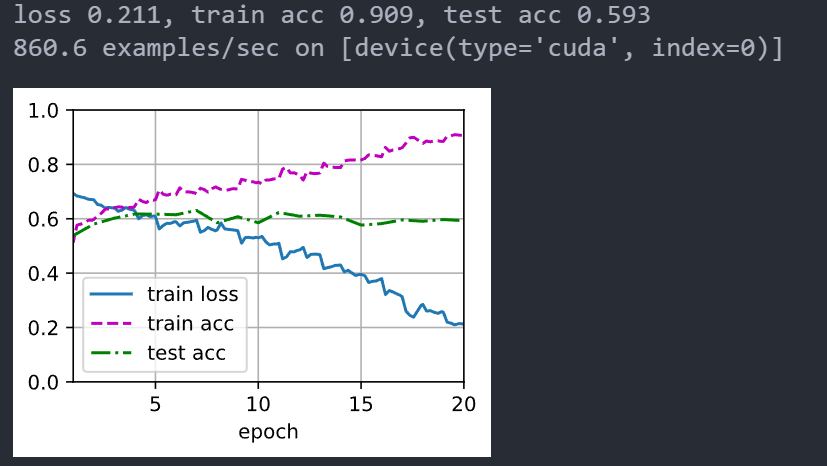 loss 0.211, train acc 0.909, test acc 0.593
860.6 examples/sec on [device(type='cuda', index=0)]
1.0
0.8
0.6
0.4
0.2
0.0
train loss
train acc
test acc
5 10 15 20
epoch